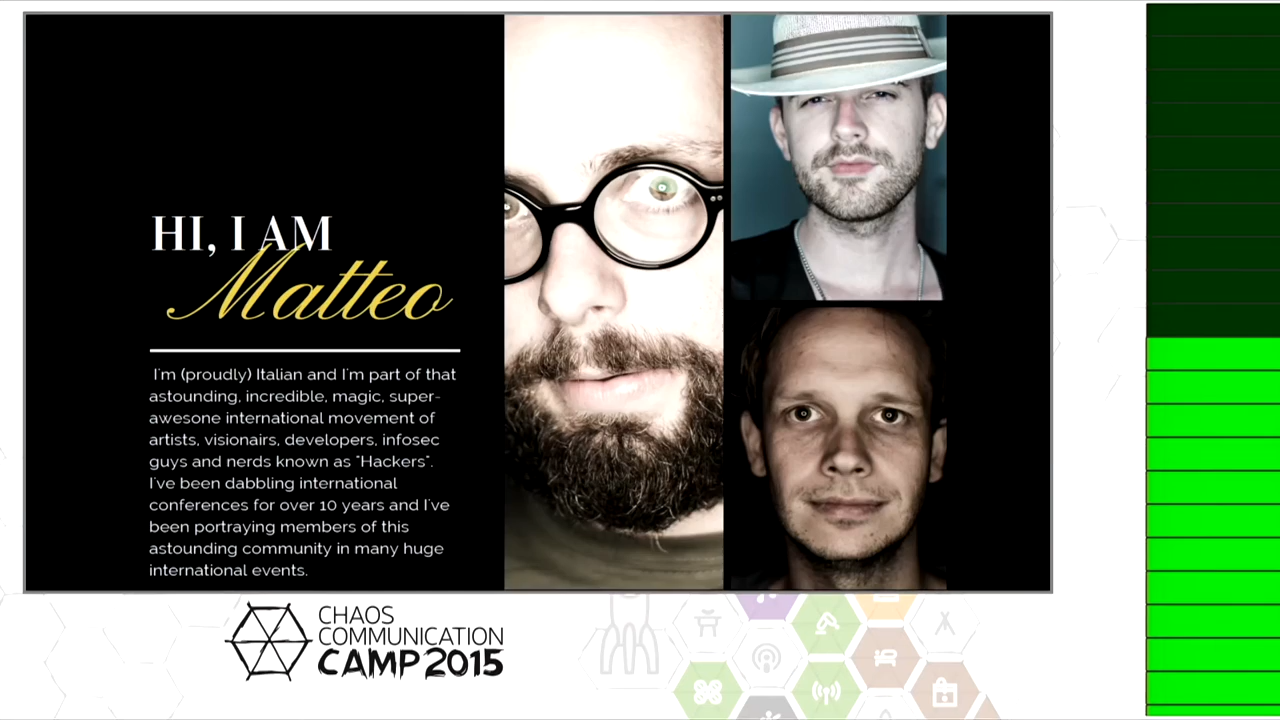 HI, I AM
Matteo
I'm (proudly) Italian and I'm part of that
astounding, incredible, magic, super-
awesone international movement of
artists, visionairs, developers, infosec
guys and nerds known as "Hackers".
I've been dabbling international
conferences for over 10 years and I've
been portraying members of this
astounding community in many huge
international events.
CHAOS
COMMUNICATION
CAMP 2015